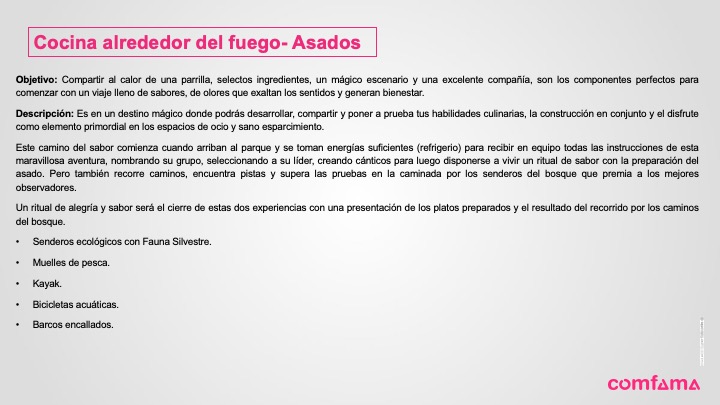 Cocina alrededor del fuego- Asados
Objetivo: Compartir al calor de una parrilla, selectos ingredientes, un mágico escenario y una excelente compañía, son los componentes perfectos para
comenzar con un viaje lleno de sabores, de olores que exaltan los sentidos y generan bienestar.
Descripción: Es en un destino mágico donde podrás desarrollar, compartir y poner a prueba tus habilidades culinarias, la construcción en conjunto y el disfrute
como elemento primordial en los espacios de ocio y sano esparcimiento.
Este camino del sabor comienza cuando arriban al parque y se toman energías suficientes (refrigerio) para recibir en equipo todas las instrucciones de esta
maravillosa aventura, nombrando su grupo, seleccionando a su líder, creando cánticos para luego disponerse a vivir un ritual de sabor con la preparación del
asado. Pero también recorre caminos, encuentra pistas y supera las pruebas en la caminada por los senderos del bosque que premia a los mejores
observadores.
Un ritual de alegría y sabor será el cierre de estas dos experiencias con una presentación de los platos preparados y el resultado del recorrido por los caminos
del bosque.
• Senderos ecológicos con Fauna Silvestre.
• Muelles de pesca.
• Kayak.
• Bicicletas acuáticas.
• Barcos encallados.
comfama